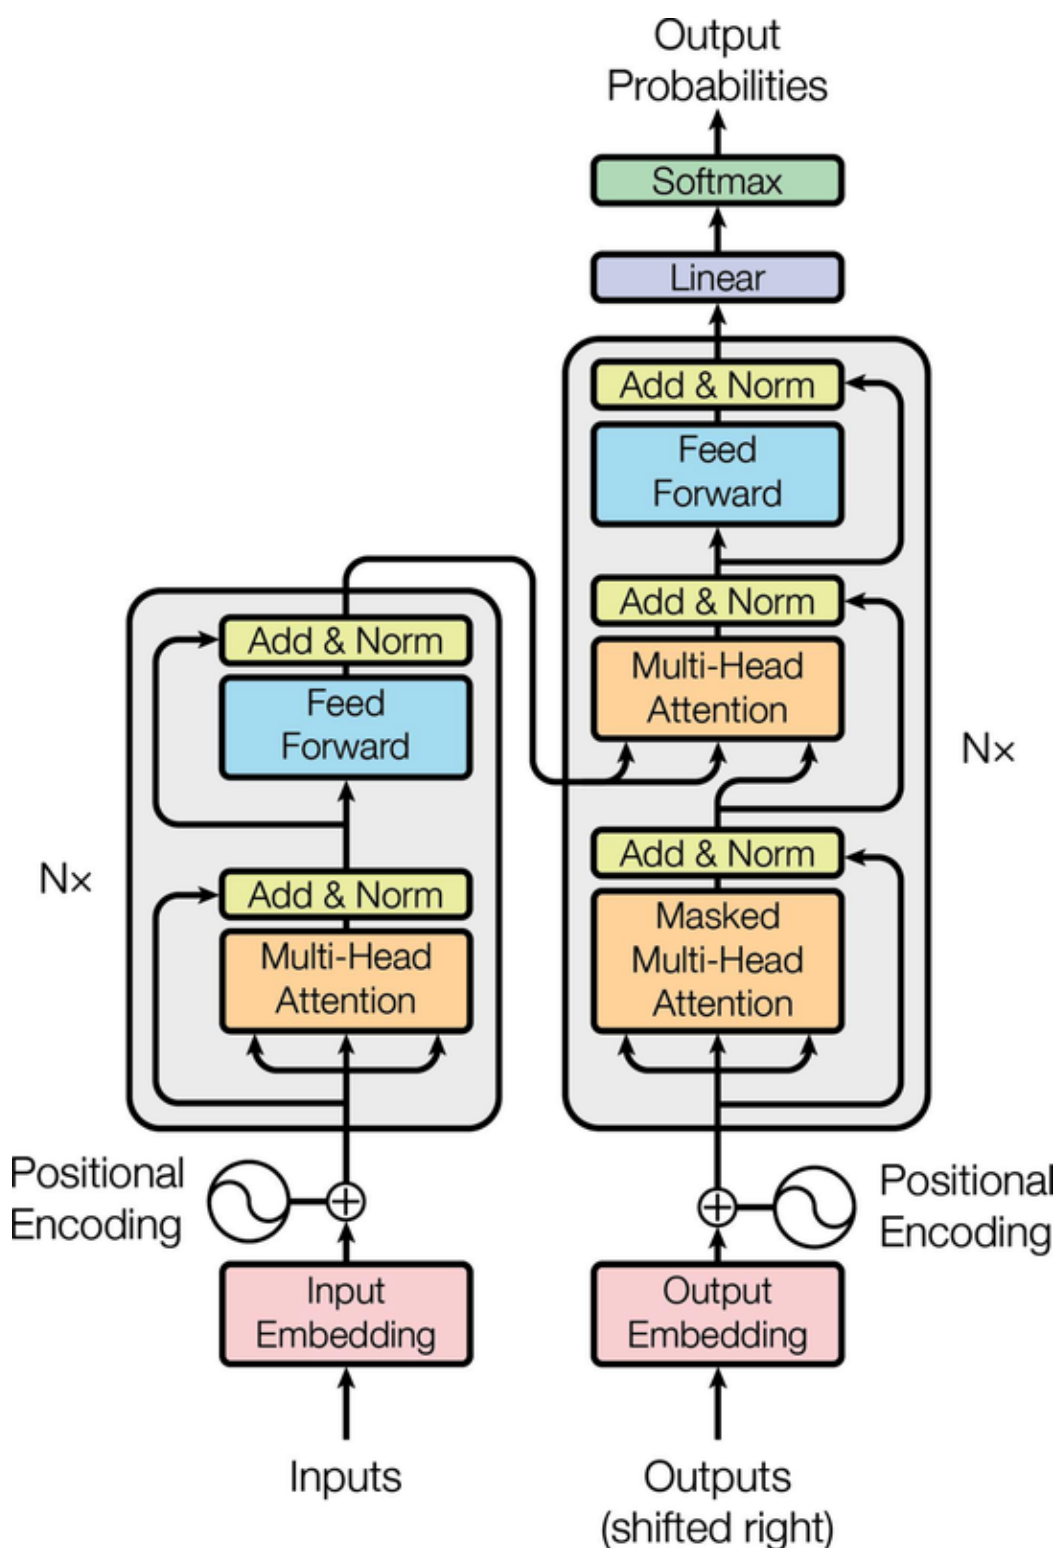 Output
Probabilities
Softmax
Linear
Add & Norm
Feed
Forward
Add & Norm
Multi-Head
Attention
Add & Norm
Masked
Multi-Head
Attention
N×
Add & Norm
Feed
Forward
Add & Norm
Multi-Head
Attention
N×
Positional
Encoding
Positional
Encoding
Input
Embedding
Output
Embedding
Inputs
Outputs
(shifted right)